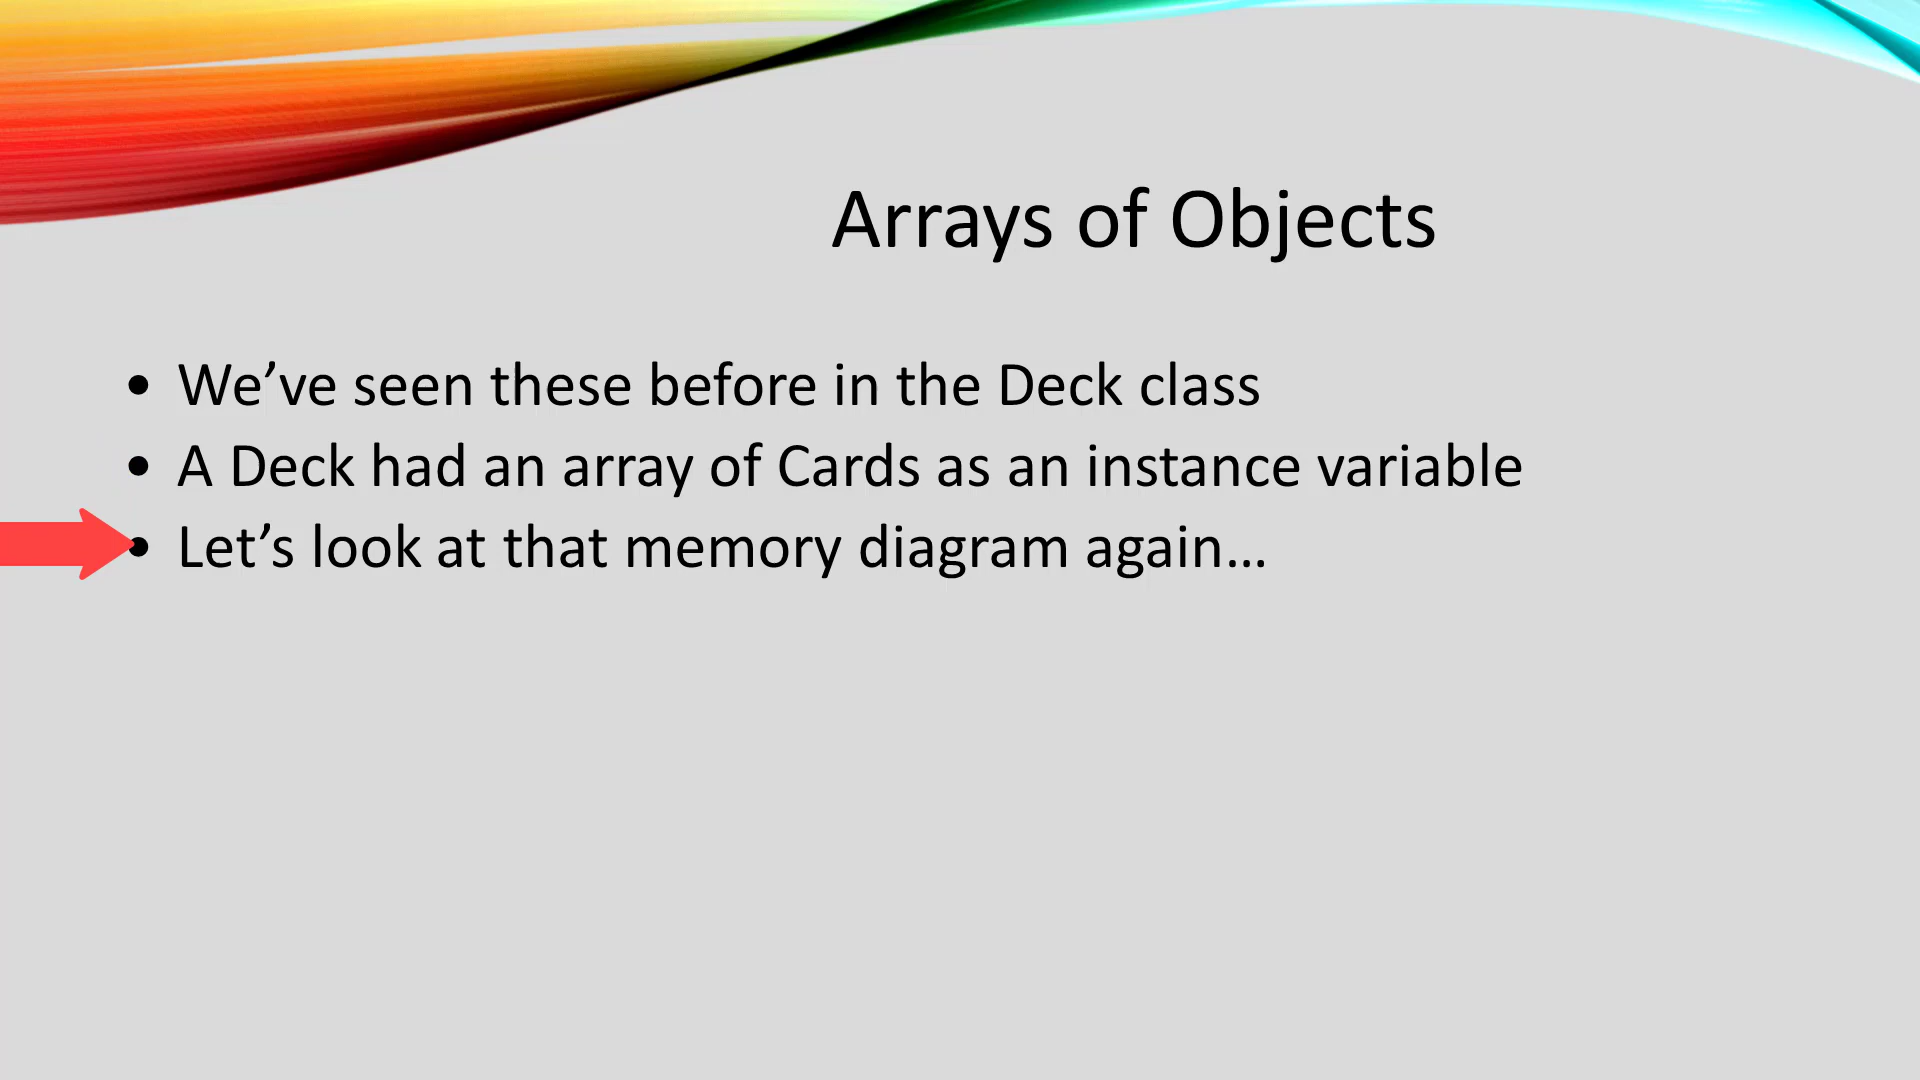 Arrays of Objects
• We’ve seen these before in the Deck class
• A Deck had an array of Cards as an instance variable
• Let’s look at that memory diagram again…